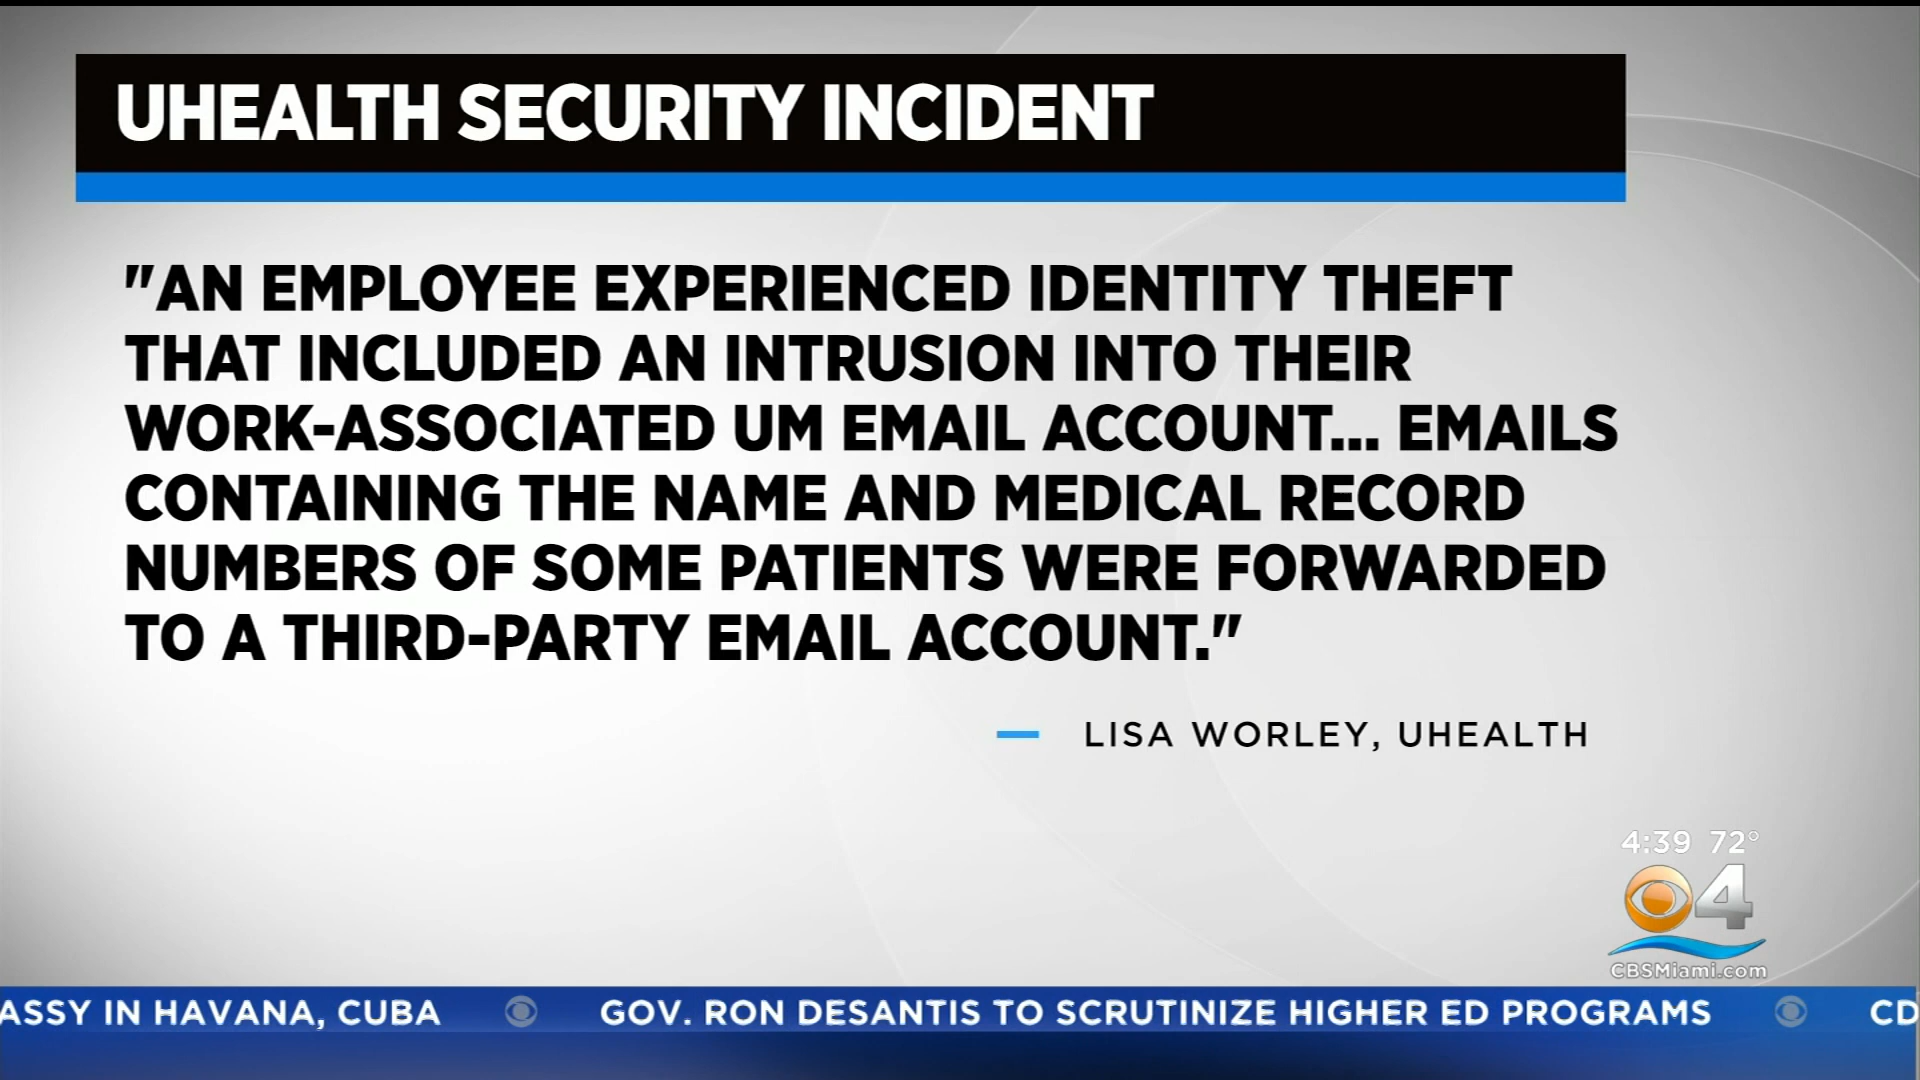 UHEALTH SECURITY INCIDENT
"AN EMPLOYEE EXPERIENCED IDENTITY THEFT
THAT INCLUDED AN INTRUSION INTO THEIR
WORK-ASSOCIATED UM EMAIL ACCOUNT... EMAILS
CONTAINING THE NAME AND MEDICAL RECORD
NUMBERS OF SOME PATIENTS WERE FORWARDED
TO A THIRD-PARTY EMAIL ACCOUNT."
— LISA WORLEY, UHEALTH
4:39 72°
4
CBSMiami.com
ASSY IN HAVANA, CUBA GOV. RON DESANTIS TO SCRUTINIZE HIGHER ED PROGRAMS CD